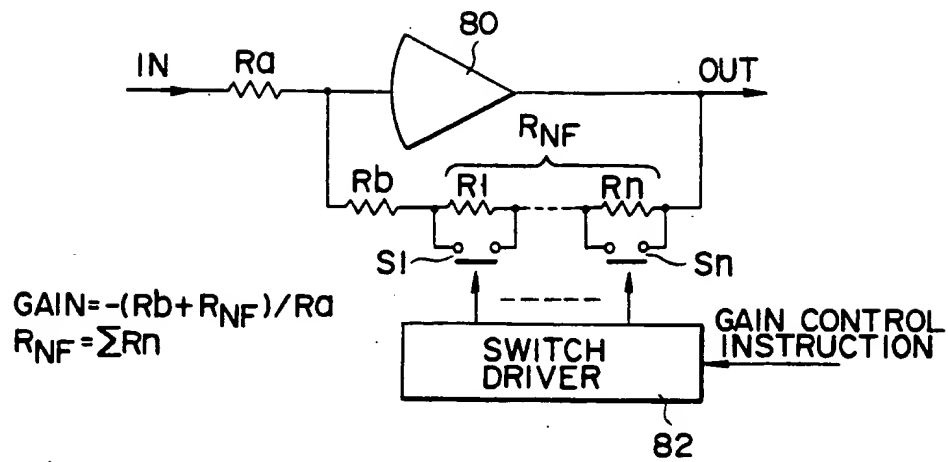 80
IN
Ra
OUT
RNF
Rb
R1
Rn
S1
Sn
GAIN=-(Rb+RNF)/Ra
RNF=∑Rn
SWITCH
DRIVER
GAIN CONTROL
INSTRUCTION
82